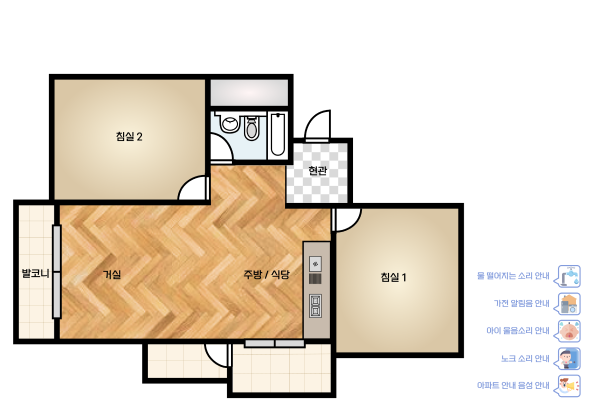 침실 2
현관
발코니
거실
주방 / 식당
침실 1
물 떨어지는 소리 안내
가전 알림음 안내
아이 울음소리 안내
노크 소리 안내
아파트 안내 음성 안내